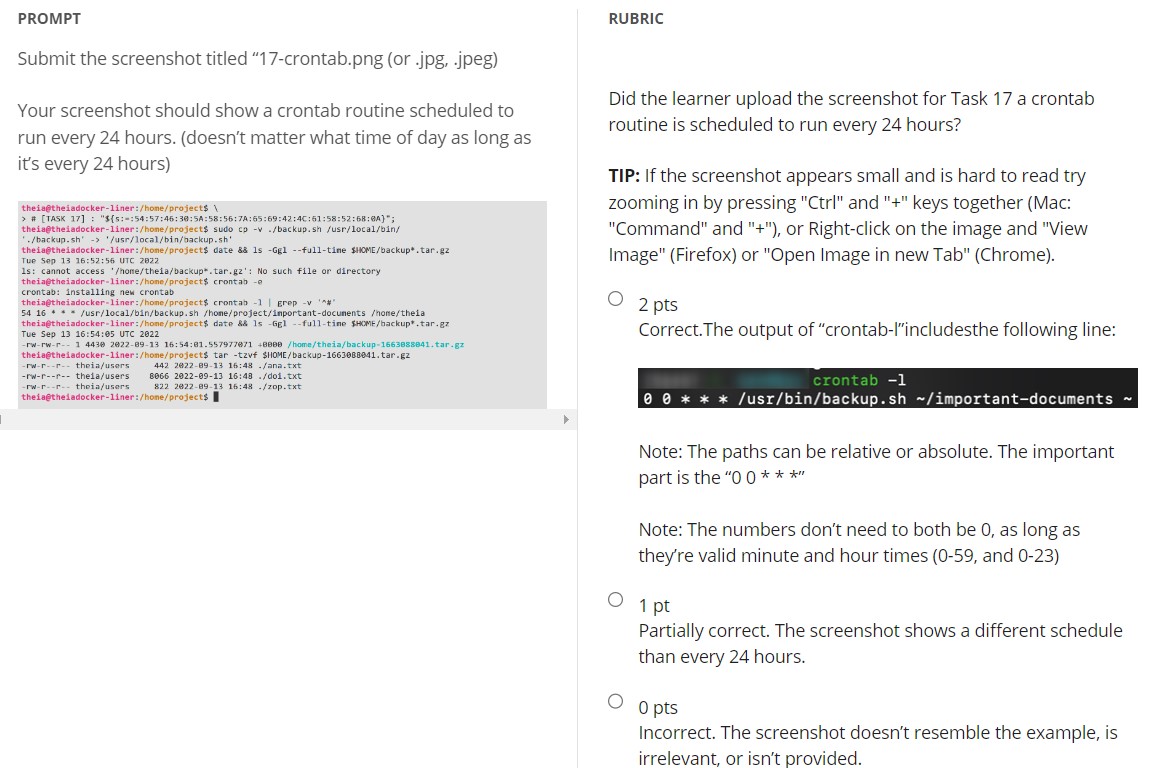 PROMPT
Submit the screenshot titled “17-crontab.png (or .jpg, .jpeg)
Your screenshot should show a crontab routine scheduled to
run every 24 hours. (doesn’t matter what time of day as long as
it’s every 24 hours)
theia@theiadocker-liner:/home/project$ \
> # [TASK 17] : "${s:=:54:57:46:30:5A:58:56:7A:65:69:42:4C:61:58:52:68:0A}";
theia@theiadocker-liner:/home/project$ sudo cp -v ./backup.sh /usr/local/bin/
'./backup.sh' -> '/usr/local/bin/backup.sh'
theia@theiadocker-liner:/home/project$ date && ls -Ggl --full-time $HOME/backup*.tar.gz
Tue Sep 13 16:52:56 UTC 2022
ls: cannot access '/home/theia/backup*.tar.gz': No such file or directory
theia@theiadocker-liner:/home/project$ crontab -e
crontab: installing new crontab
theia@theiadocker-liner:/home/project$ crontab -l | grep -v '^#'
54 16 * * * /usr/local/bin/backup.sh /home/project/important-documents /home/theia
theia@theiadocker-liner:/home/project$ date && ls -Ggl --full-time $HOME/backup*.tar.gz
Tue Sep 13 16:54:05 UTC 2022
-rw-rw-r-- 1 4430 2022-09-13 16:54:01.557977071 +0000 /home/theia/backup-1663088041.tar.gz
theia@theiadocker-liner:/home/project$ tar -tzvf $HOME/backup-1663088041.tar.gz
-rw-r--r-- theia/users 442 2022-09-13 16:48 ./ana.txt
-rw-r--r-- theia/users 8066 2022-09-13 16:48 ./doi.txt
-rw-r--r-- theia/users 822 2022-09-13 16:48 ./zop.txt
theia@theiadocker-liner:/home/project$
RUBRIC
Did the learner upload the screenshot for Task 17 a crontab
routine is scheduled to run every 24 hours?
TIP: If the screenshot appears small and is hard to read try
zooming in by pressing "Ctrl" and "+" keys together (Mac:
"Command" and "+"), or Right-click on the image and "View
Image" (Firefox) or "Open Image in new Tab" (Chrome).
2 pts
Correct.The output of “crontab-l”includesthe following line:
crontab -l
0 0 * * * /usr/bin/backup.sh ~/important-documents ~
Note: The paths can be relative or absolute. The important
part is the “0 0 * * *”
Note: The numbers don’t need to both be 0, as long as
they’re valid minute and hour times (0-59, and 0-23)
1 pt
Partially correct. The screenshot shows a different schedule
than every 24 hours.
0 pts
Incorrect. The screenshot doesn’t resemble the example, is
irrelevant, or isn’t provided.